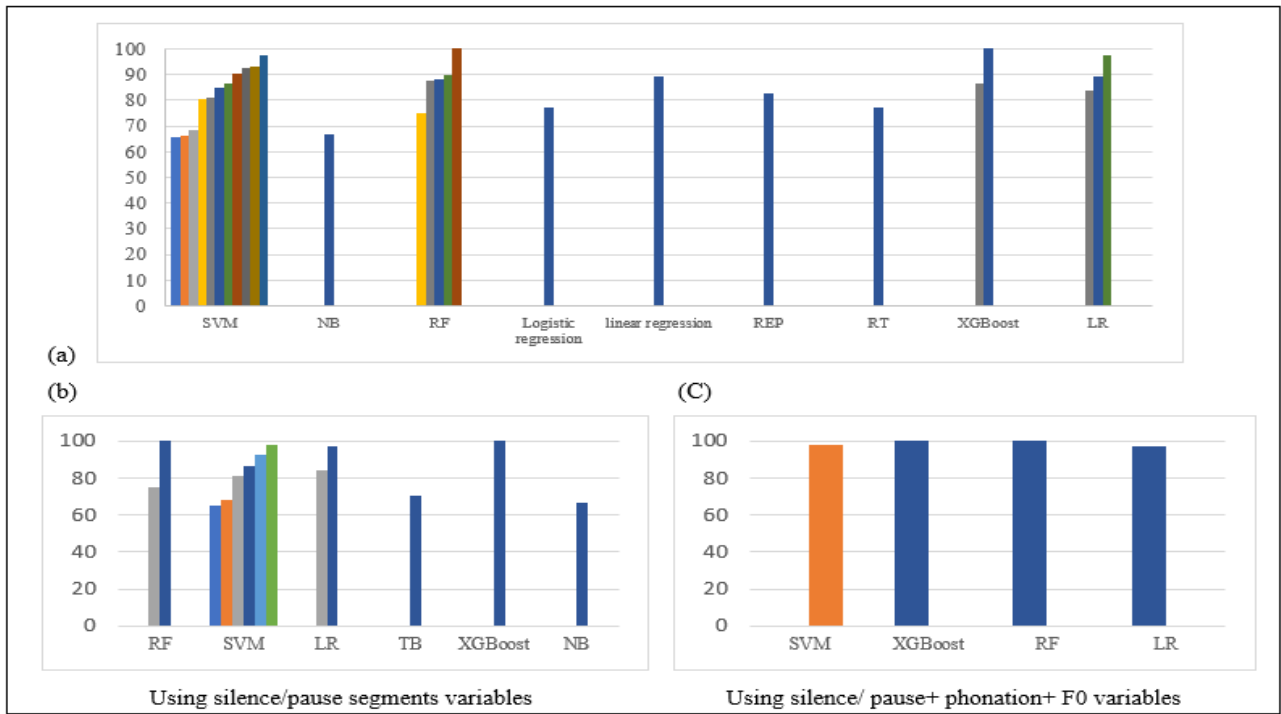 100
90
80
70
60
50
40
30
20
10
0
SVM NB RF Logistic regression linear regression REP RT XGBoost LR
(a)
(b)
100
80
60
40
20
0
RF SVM LR TB XGBoost NB
Using silence/pause segments variables
(C)
100
80
60
40
20
0
SVM XGBoost RF LR
Using silence/ pause+ phonation+ F0 variables